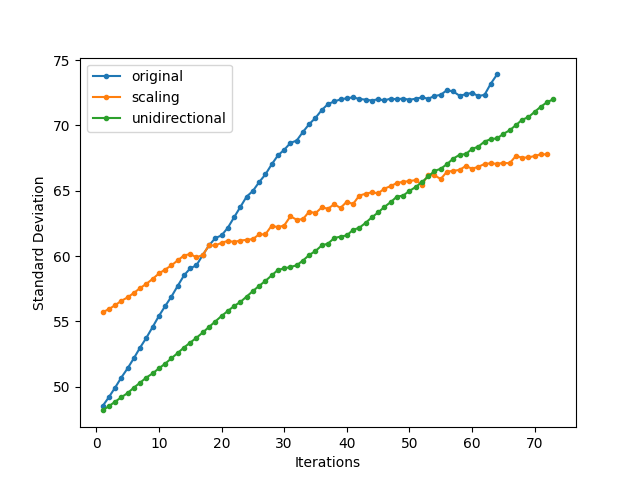 75
70
65
60
55
50
Standard Deviation
original
scaling
unidirectional
0 10 20 30 40 50 60 70
Iterations